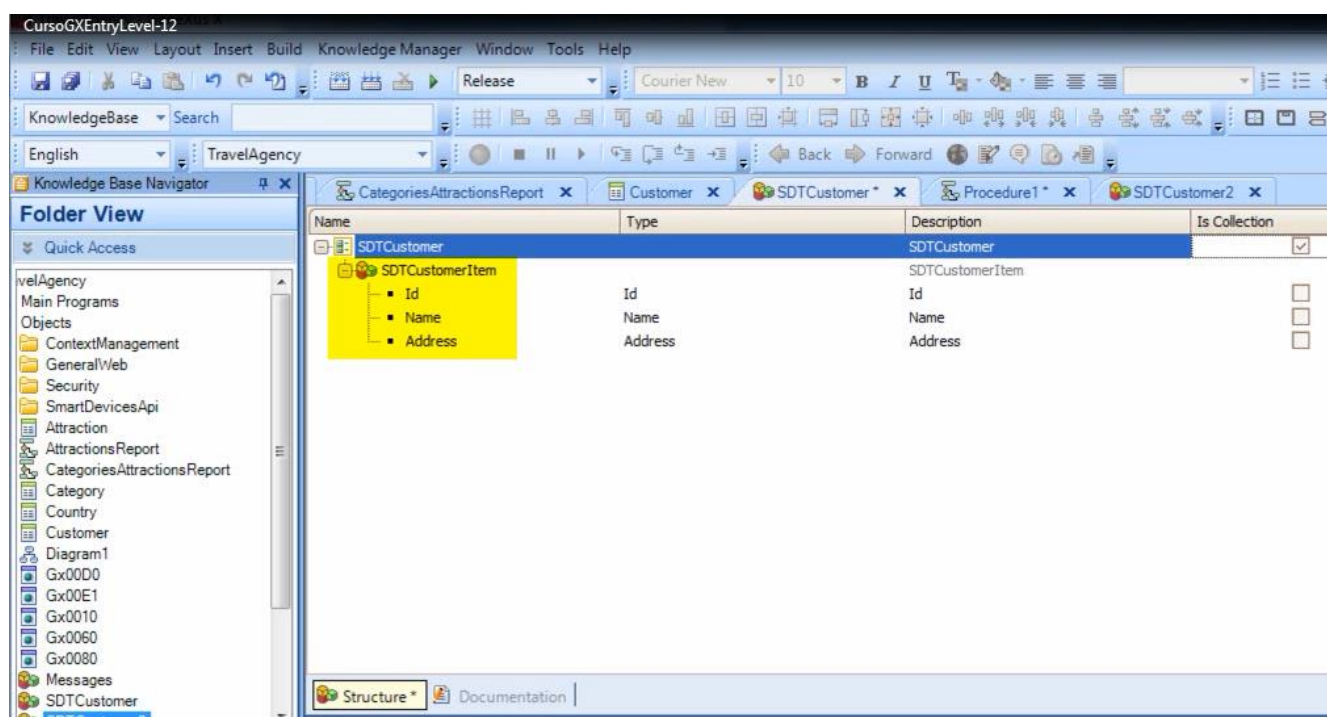 CursoGXEntryLevel-12
File Edit View Layout Insert Build Knowledge Manager Window Tools Help
Release Courier New 10 B I U
KnowledgeBase Search
English TravelAgency Back Forward
Knowledge Base Navigator
CategoriesAttractionsReport Customer SDTCustomer * Procedure1 * SDTCustomer2
Folder View
Name Type Description Is Collection
Quick Access
SDTCustomer SDTCustomer
SDTCustomerItem SDTCustomerItem
Id Id Id
Name Name Name
Address Address Address
velAgency
Main Programs
Objects
ContextManagement
GeneralWeb
Security
SmartDevicesApi
Attraction
AttractionsReport
CategoriesAttractionsReport
Category
Country
Customer
Diagram1
Gx00D0
Gx00E1
Gx0010
Gx0060
Gx0080
Messages
SDTCustomer
Structure * Documentation